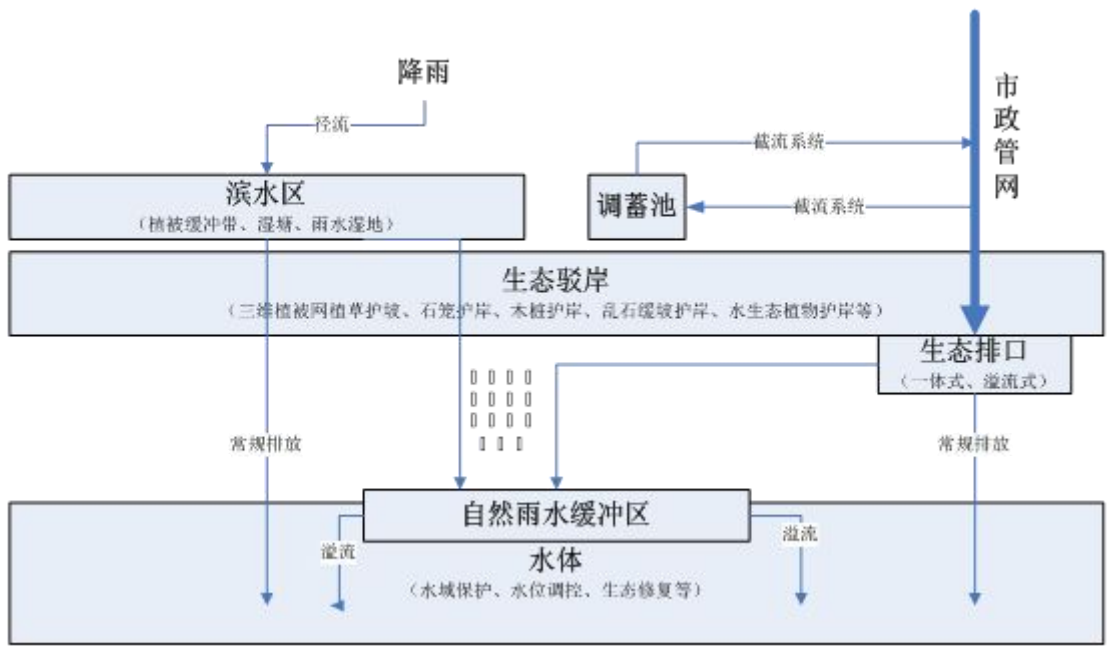 降雨
市政管网
径流
截流系统
滨水区
（植被缓冲带、湿塘、雨水湿地）
调蓄池
截流系统
生态驳岸
（三维植被网植草护坡、石笼护岸、木桩护岸、乱石缓坡护岸、水生态植物护岸等）
生态排口
（一体式、溢流式）
常规排放
常规排放
自然雨水缓冲区
溢流
溢流
水体
（水域保护、水位调控、生态修复等）